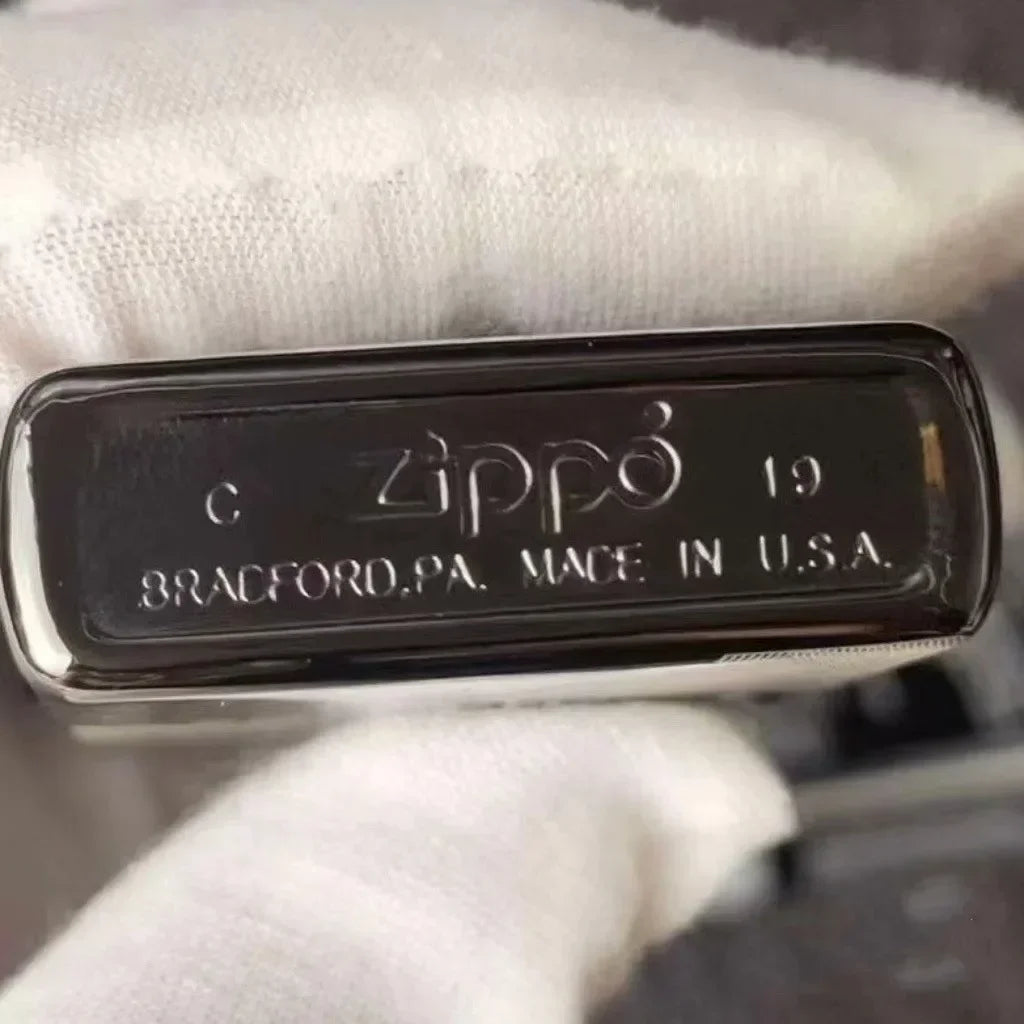 C zippo 19
BRADFORD,PA. MADE IN U.S.A.